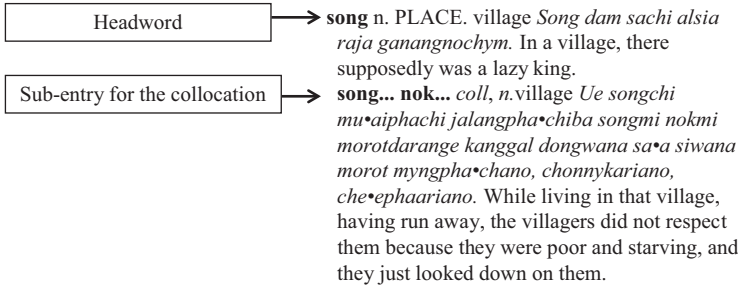 Headword
song n. PLACE. village Song dam sachi alsia
raja ganangnochym. In a village, there
supposedly was a lazy king.
Sub-entry for the collocation
song... nok... coll, n.village Ue songchi
mu•aiphachi jalangpha•chiba songmi nokmi
morotdarange kanggal dongwana sa•a siwana
morot myngpha•chano, chonnykariano,
che•ephaariano. While living in that village,
having run away, the villagers did not respect
them because they were poor and starving, and
they just looked down on them.